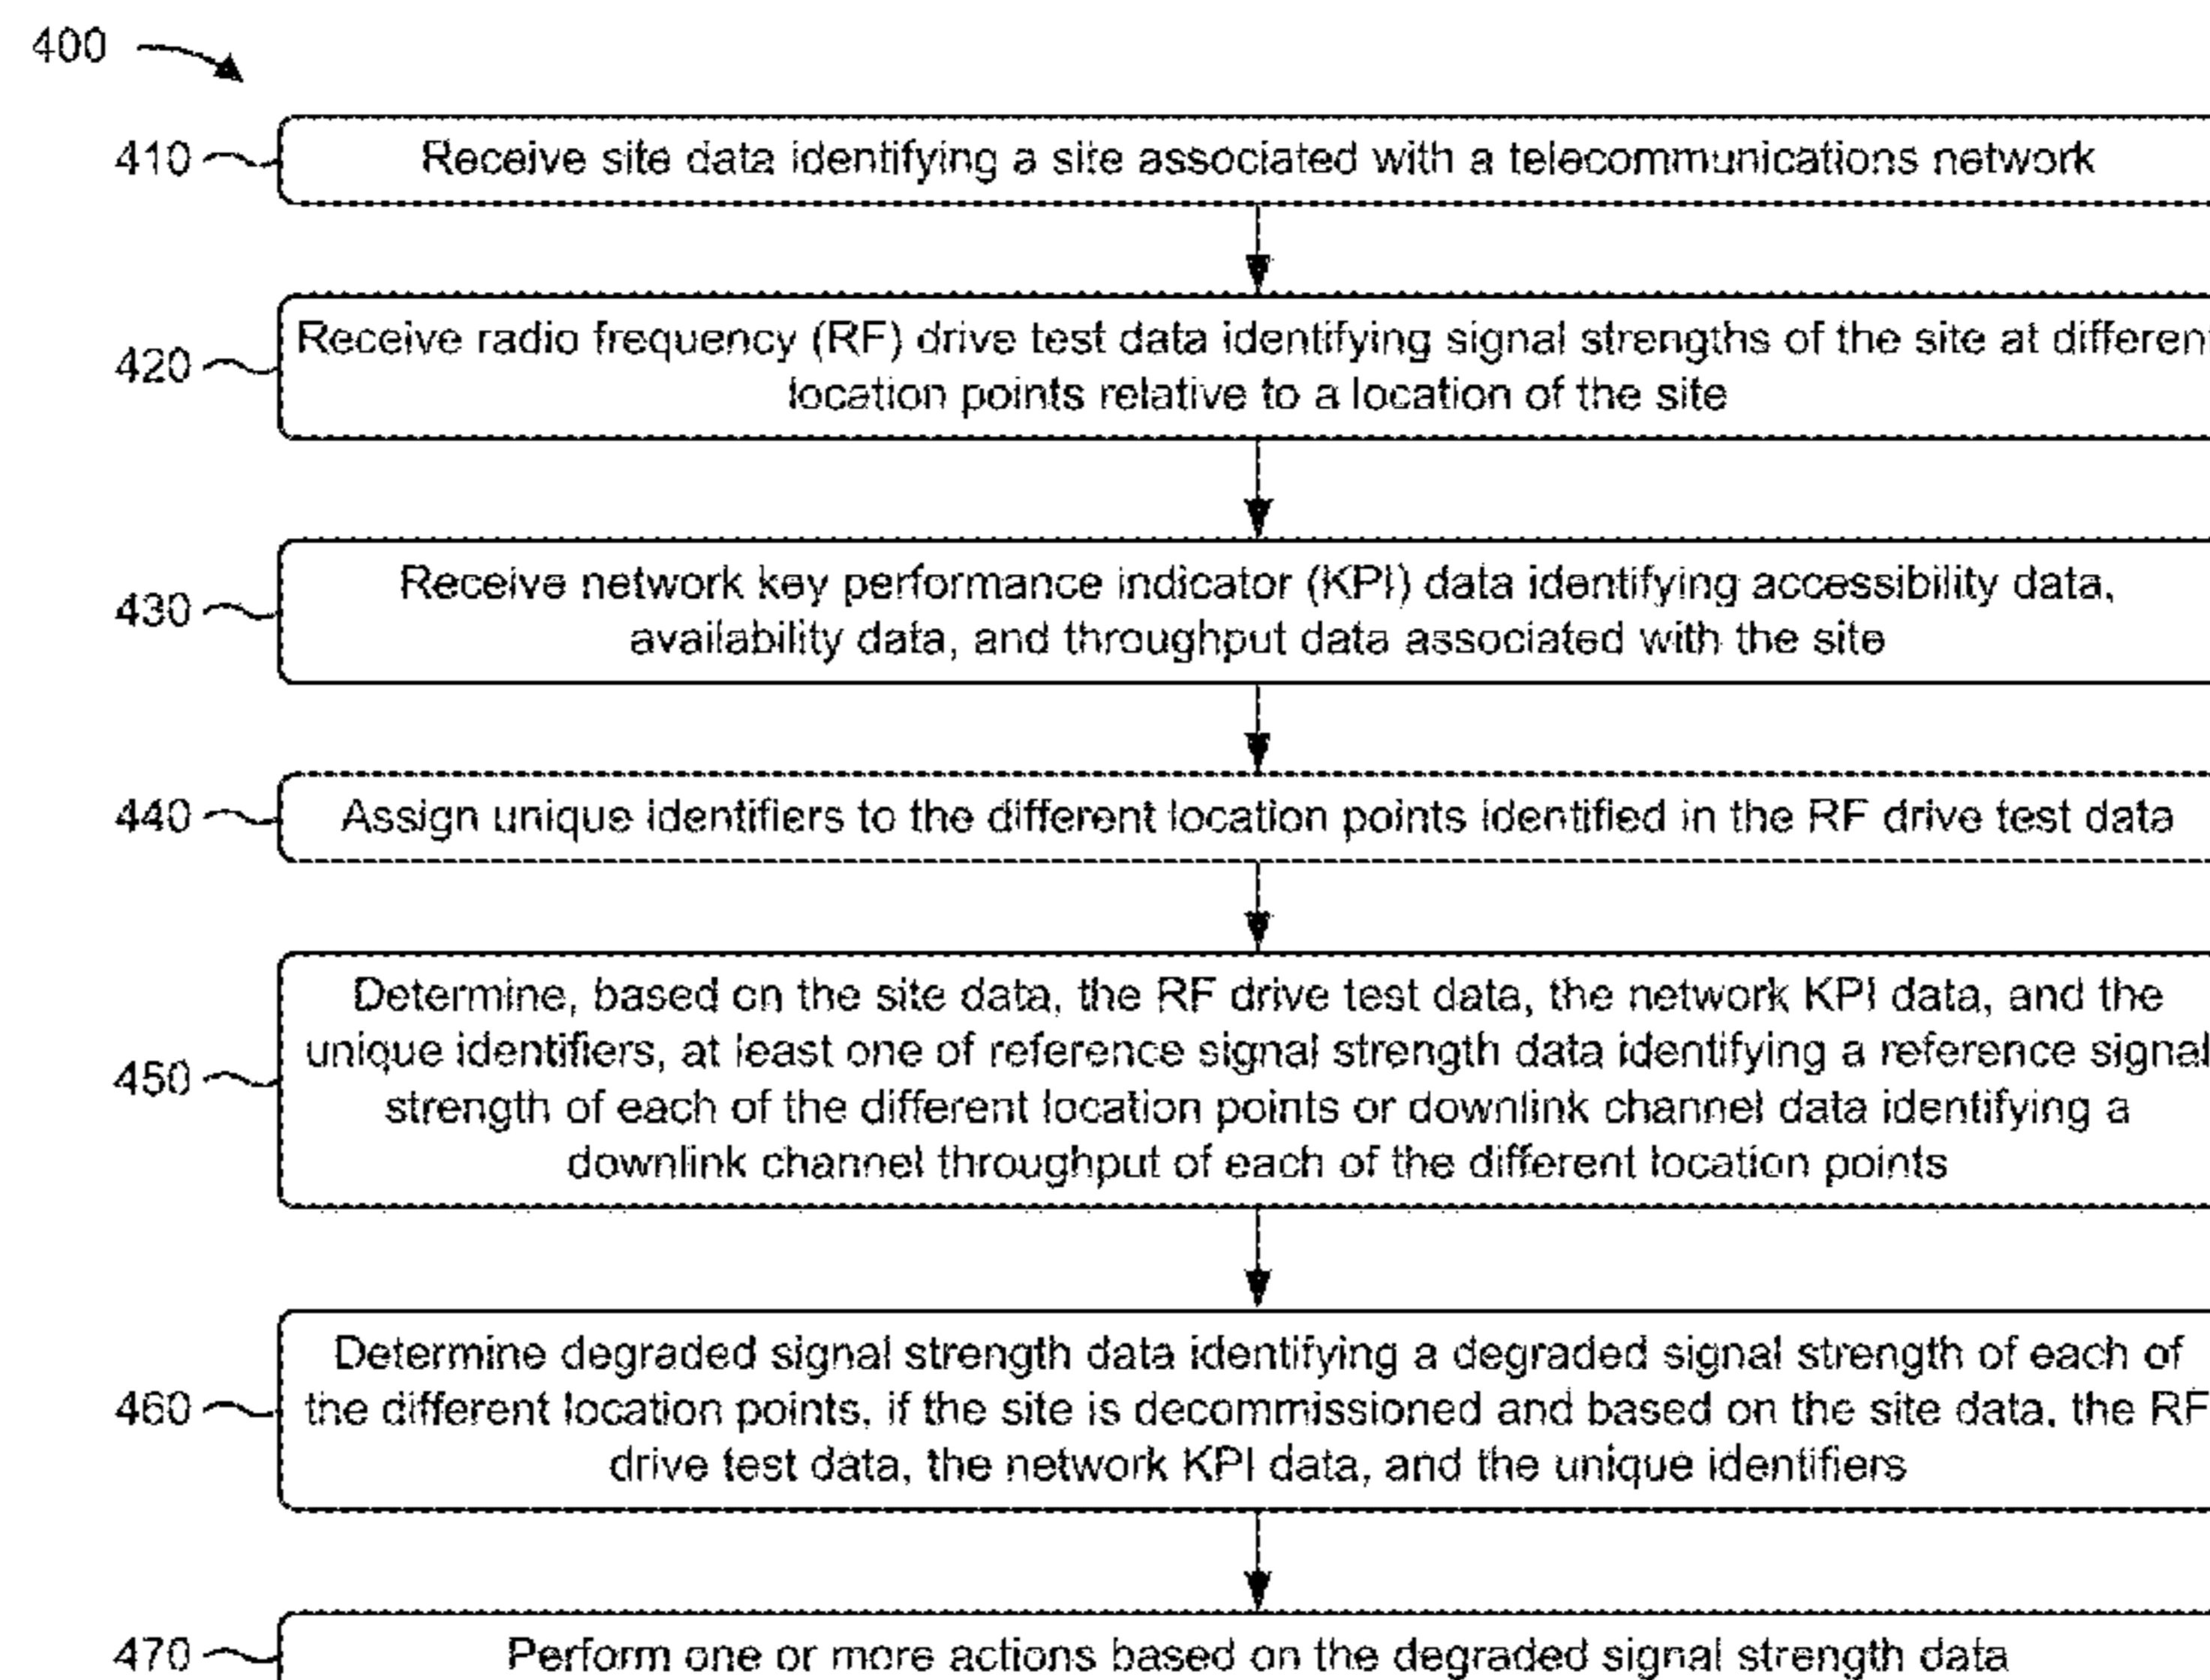 400
410
Receive site data identifying a site associated with a telecommunications network
420
Receive radio frequency (RF) drive test data identifying signal strengths of the site at different
location points relative to a location of the site
430
Receive network key performance indicator (KPI) data identifying accessibility data,
availability data, and throughput data associated with the site
440
Assign unique identifiers to the different location points identified in the RF drive test data
450
Determine, based on the site data, the RF drive test data, the network KPI data, and the
unique identifiers, at least one of reference signal strength data identifying a reference signal
strength of each of the different location points or downlink channel data identifying a
downlink channel throughput of each of the different location points
460
Determine degraded signal strength data identifying a degraded signal strength of each of
the different location points, if the site is decommissioned and based on the site data, the RF
drive test data, the network KPI data, and the unique identifiers
470
Perform one or more actions based on the degraded signal strength data